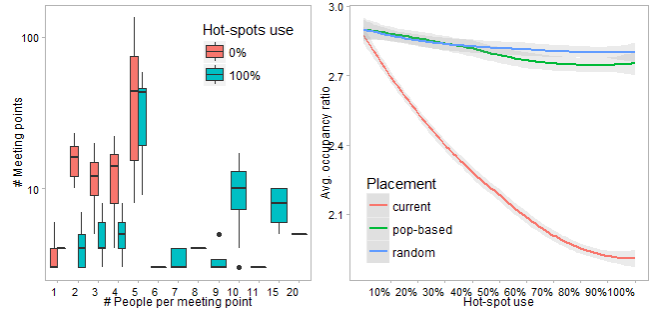 Hot-spots use
0%
100%
100
10
# Meeting points
1 2 3 4 5 6 7 8 9 10 11 15 20
# People per meeting point
3.0
2.7
2.4
2.1
Avg. occupancy ratio
Placement
current
pop-based
random
10% 20% 30% 40% 50% 60% 70% 80% 90%100%
Hot-spot use